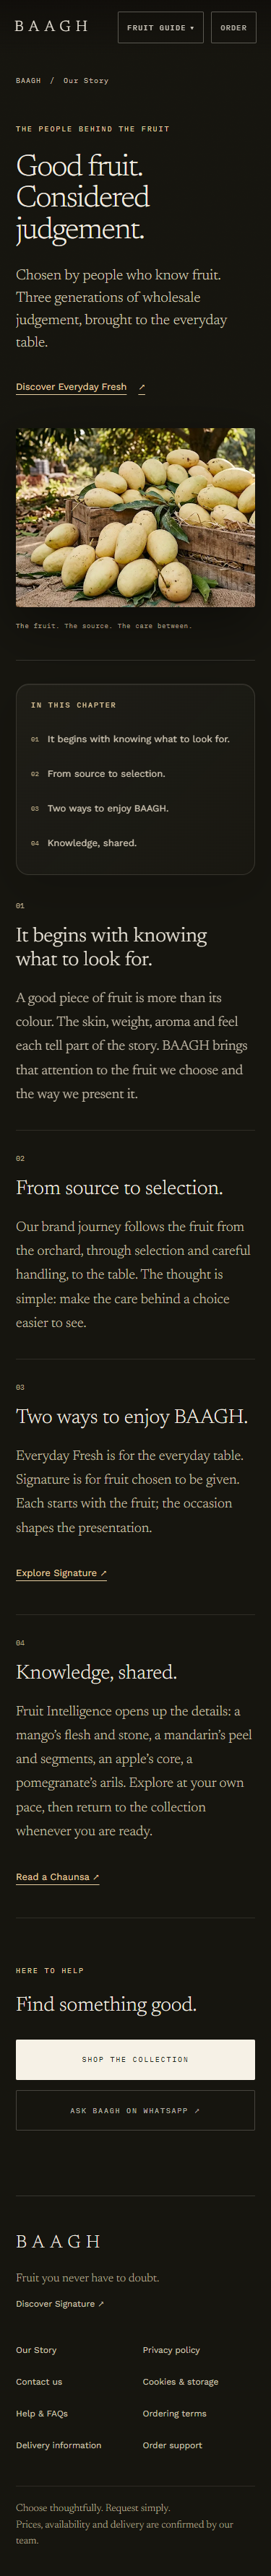 BAAGH
FRUIT GUIDE ▾
ORDER
BAAGH / Our Story
THE PEOPLE BEHIND THE FRUIT
Good fruit.
Considered
judgement.
Chosen by people who know fruit.
Three generations of wholesale
judgement, brought to the everyday
table.
Discover Everyday Fresh ↗
The fruit. The source. The care between.
IN THIS CHAPTER
01 It begins with knowing what to look for.
02 From source to selection.
03 Two ways to enjoy BAAGH.
04 Knowledge, shared.
01
It begins with knowing
what to look for.
A good piece of fruit is more than its
colour. The skin, weight, aroma and feel
each tell part of the story. BAAGH brings
that attention to the fruit we choose and
the way we present it.
02
From source to selection.
Our brand journey follows the fruit from
the orchard, through selection and careful
handling, to the table. The thought is
simple: make the care behind a choice
easier to see.
03
Two ways to enjoy BAAGH.
Everyday Fresh is for the everyday table.
Signature is for fruit chosen to be given.
Each starts with the fruit; the occasion
shapes the presentation.
Explore Signature ↗
04
Knowledge, shared.
Fruit Intelligence opens up the details: a
mango’s flesh and stone, a mandarin’s peel
and segments, an apple’s core, a
pomegranate’s arils. Explore at your own
pace, then return to the collection
whenever you are ready.
Read a Chaunsa ↗
HERE TO HELP
Find something good.
SHOP THE COLLECTION
ASK BAAGH ON WHATSAPP ↗
BAAGH
Fruit you never have to doubt.
Discover Signature ↗
Our Story
Privacy policy
Contact us
Cookies & storage
Help & FAQs
Ordering terms
Delivery information
Order support
Choose thoughtfully. Request simply.
Prices, availability and delivery are confirmed by our
team.